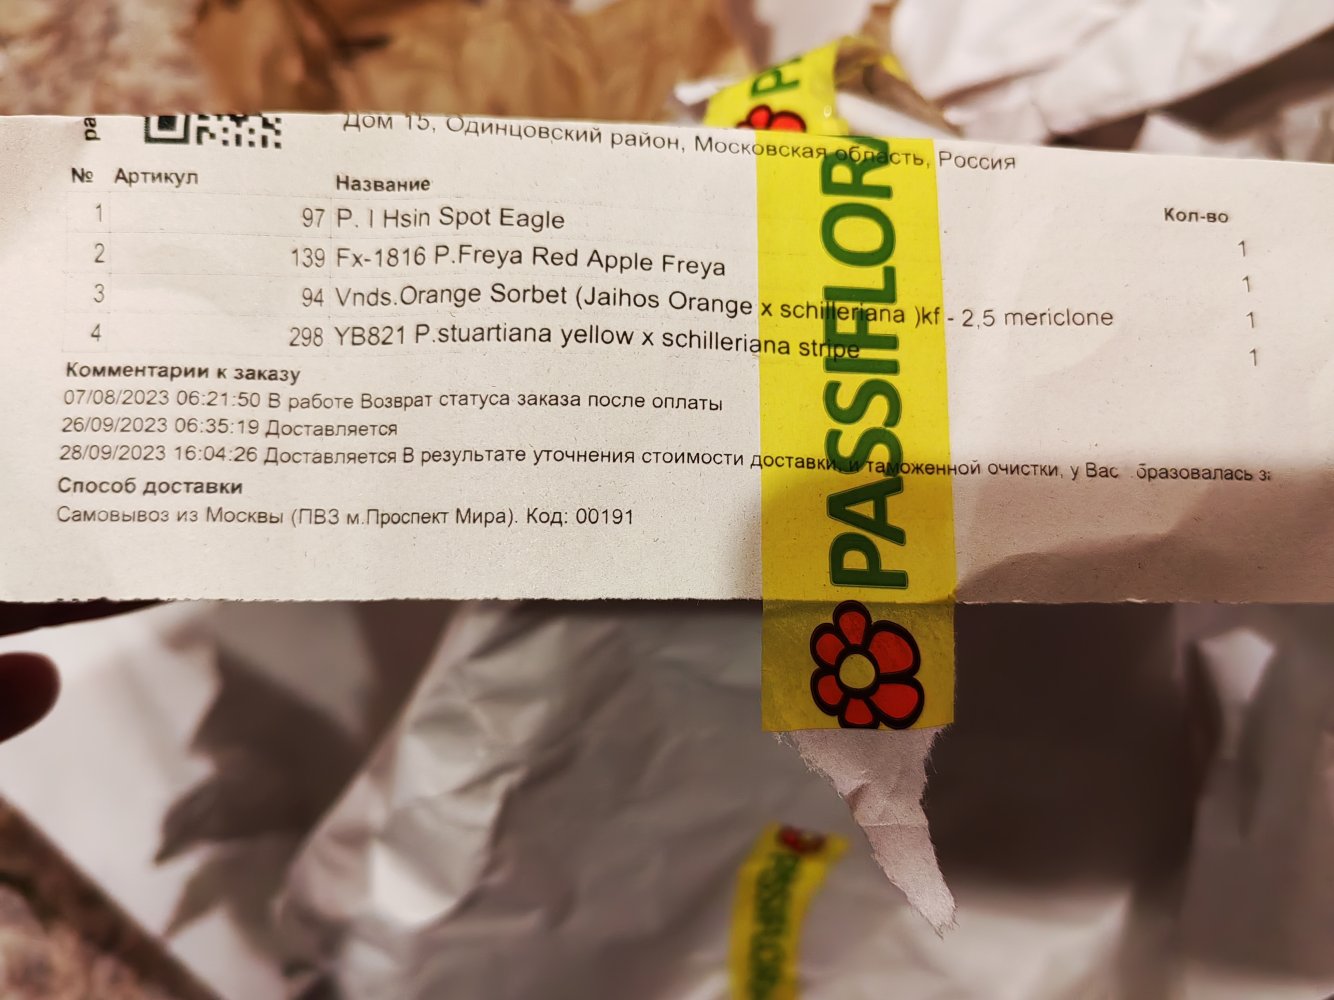 Дом 15, Одинцовский район, Московская область, Россия
№ Артикул Название Кол-во
1 97 P. I Hsin Spot Eagle 1
2 139 Fx-1816 P.Freya Red Apple Freya 1
3 94 Vnds.Orange Sorbet (Jaihos Orange x schilleriana )kf - 2,5 mericlone 1
4 298 YB821 P.stuartiana yellow x schilleriana stripe 1
Комментарии к заказу
07/08/2023 06:21:50 В работе Возврат статуса заказа после оплаты
26/09/2023 06:35:19 Доставляется
28/09/2023 16:04:26 Доставляется В результате уточнения стоимости доставки, и таможенной очистки, у Вас
Способ доставки
Самовывоз из Москвы (ПВЗ м.Проспект Мира). Код: 00191
PASSIFLOR